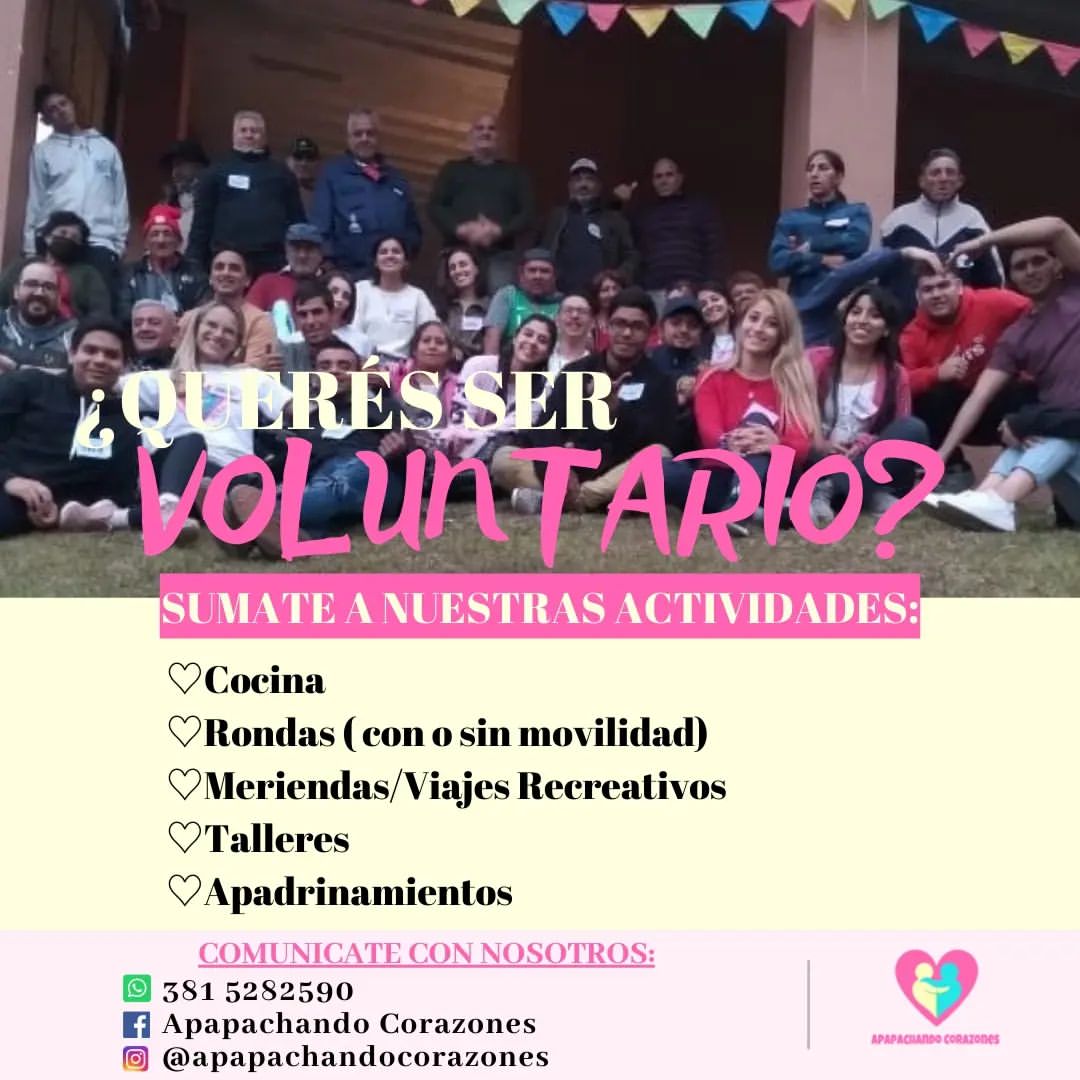 ¿QUERÉS SER
VOLUNTARIO?
SUMATE A NUESTRAS ACTIVIDADES:
♡Cocina
♡Rondas ( con o sin movilidad)
♡Meriendas/Viajes Recreativos
♡Talleres
♡Apadrinamientos
COMUNICATE CON NOSOTROS:
381 5282590
Apapachando Corazones
@apapachandocorazones
APAPACHANDO CORAZONES